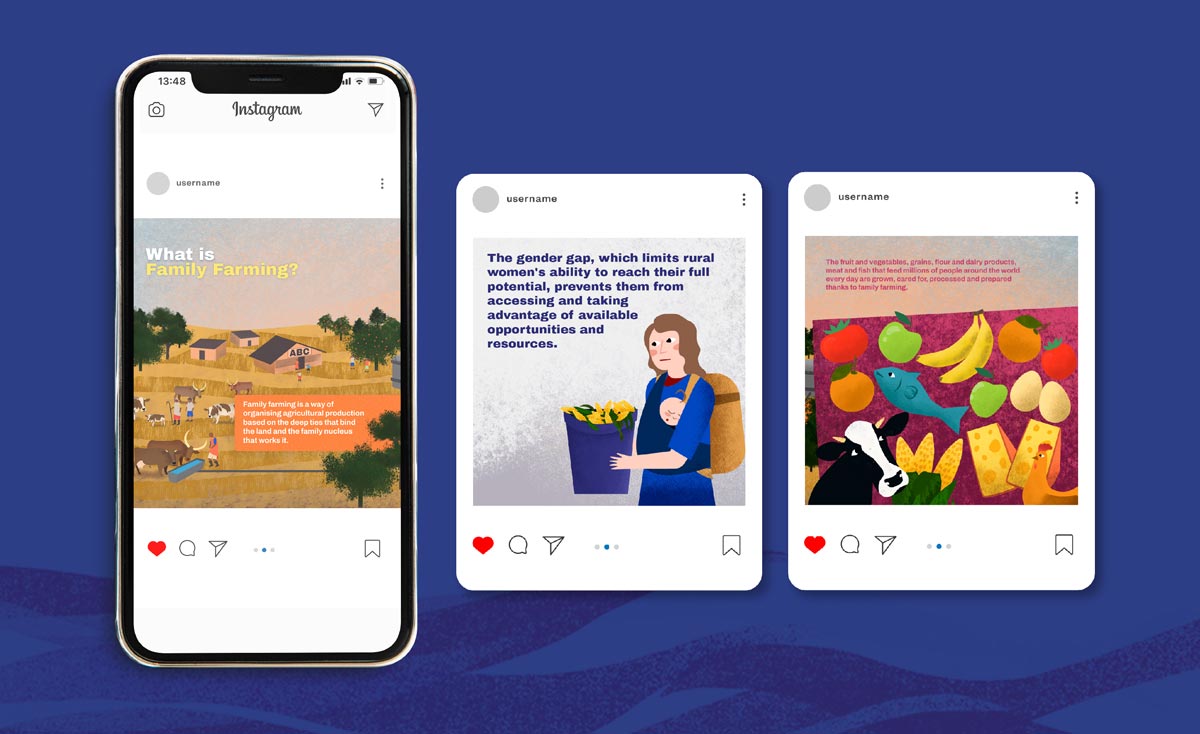 13:48
Instagram
username
What is
Family Farming?
ABC
Family farming is a way of
organising agricultural production
based on the deep ties that bind
the land and the family nucleus
that works it.
username
The gender gap, which limits rural
women's ability to reach their full
potential, prevents them from
accessing and taking
advantage of available
opportunities and
resources.
username
The fruit and vegetables, grains, flour and dairy products,
meat and fish that feed millions of people around the world
every day are grown, cared for, processed and prepared
thanks to family farming.